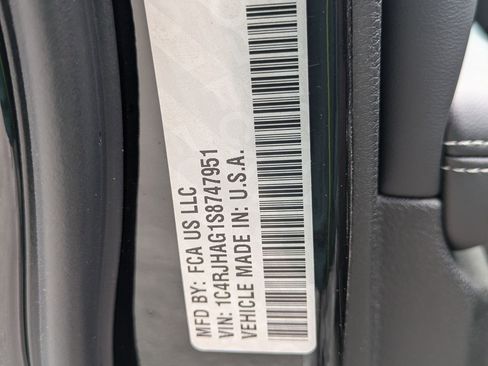 MFD BY: FCA US LLC
VIN: 1C4RJHAG1S8747951
VEHICLE MADE IN: U.S.A.